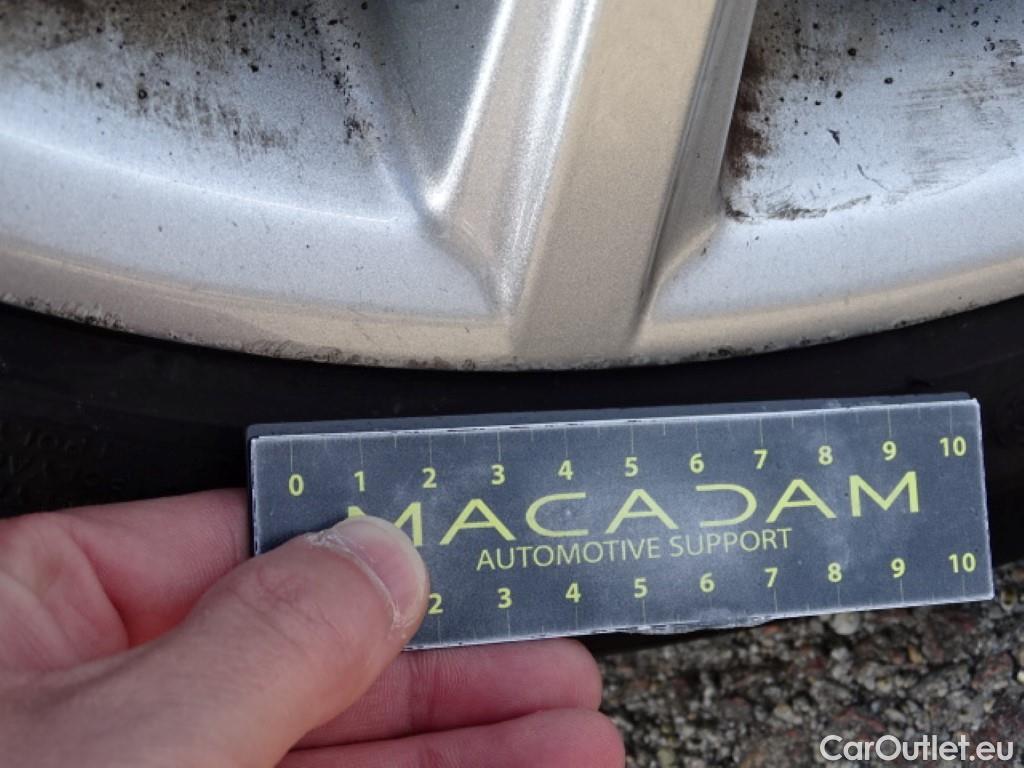 0 1 2 3 4 5 6 7 8 9 10
MACADAM
AUTOMOTIVE SUPPORT
2 3 4 5 6 7 8 9 10
CarOutlet.eu